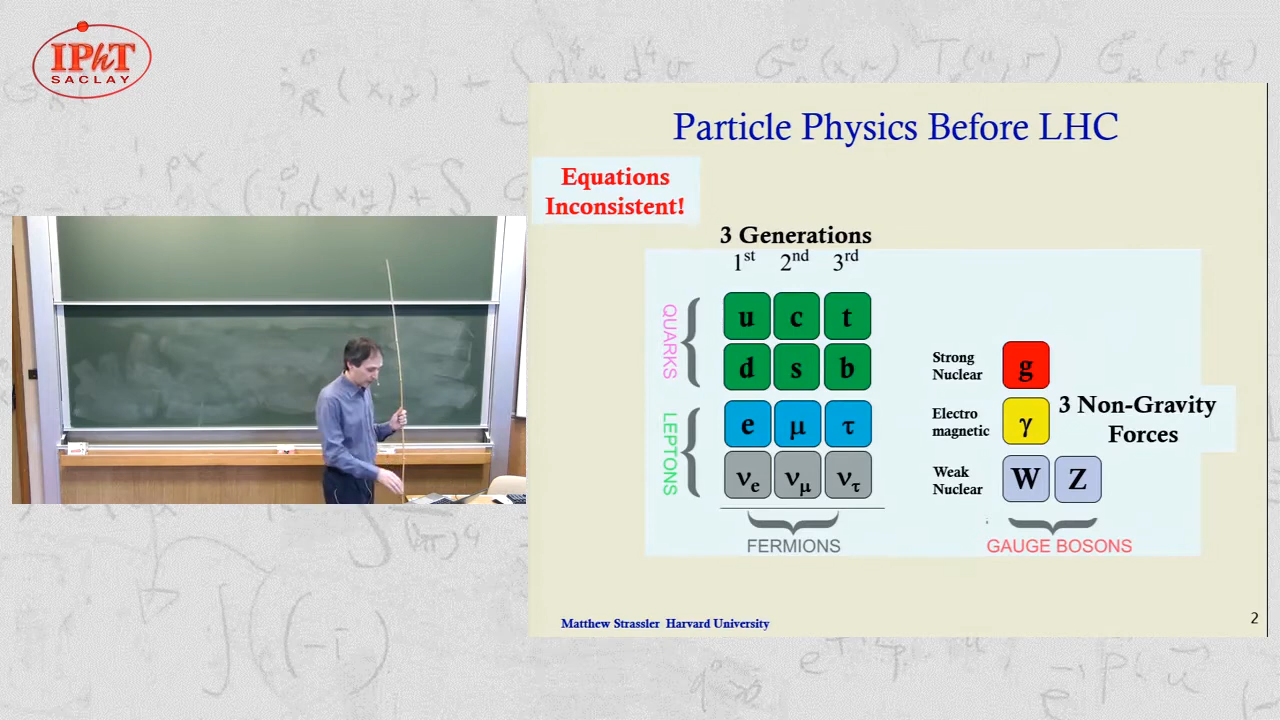 IPhT
SACLAY
Particle Physics Before LHC
Equations
Inconsistent!
3 Generations
1st 2nd 3rd
QUARKS
u c t
d s b
LEPTONS
e μ τ
νe νμ ντ
FERMIONS
Strong
Nuclear
g
Electro
magnetic
γ
3 Non-Gravity
Forces
Weak
Nuclear
W Z
GAUGE BOSONS
Matthew Strassler Harvard University
2